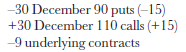 –30 December 90 puts (–15)
+30 December 110 calls (+15)
–9 underlying contracts